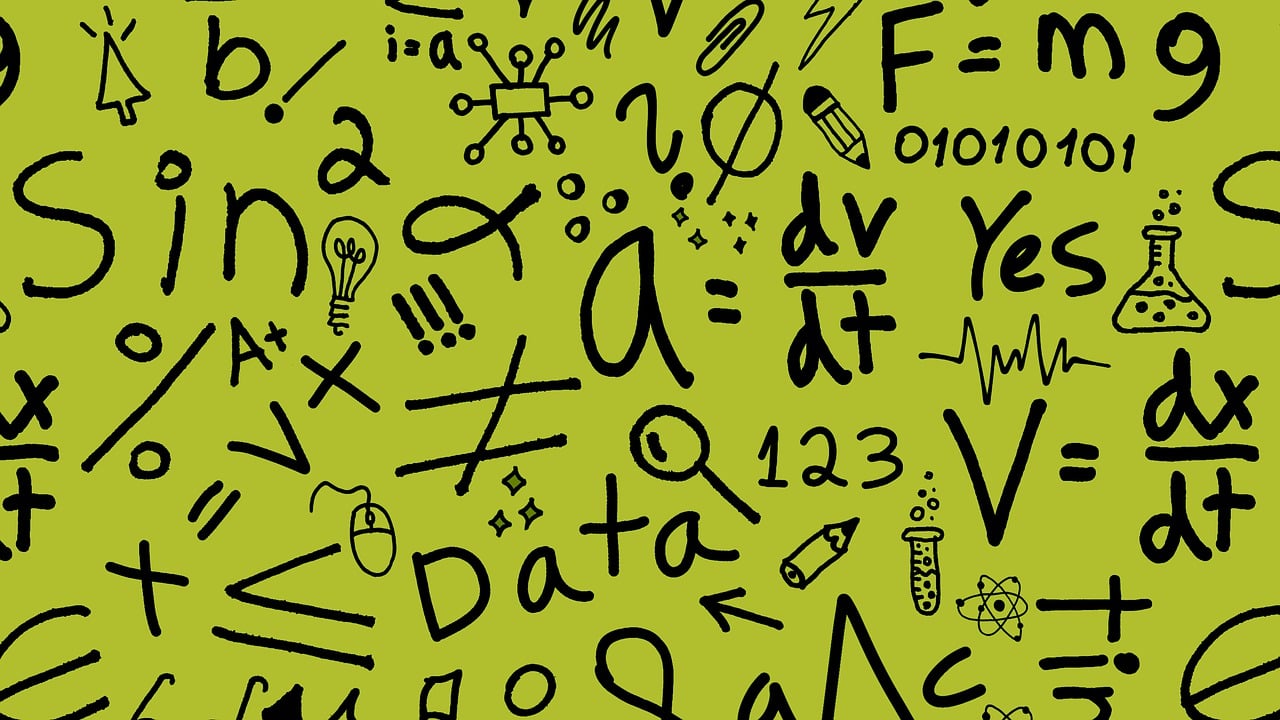 b!
i=a
F = mg
01010101
2
Sin
α
a = dv/dt
Yes
%
A+
x
≠
123
V = dx/dt
x
t
=
Data
+
≤